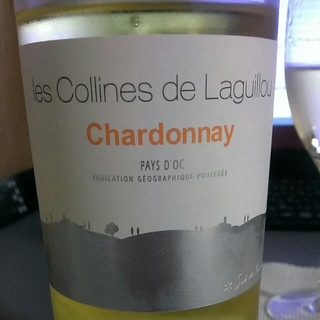 les Collines de Laguillou
Chardonnay
PAYS D'OC
INDICATION GÉOGRAPHIQUE PROTÉGÉE